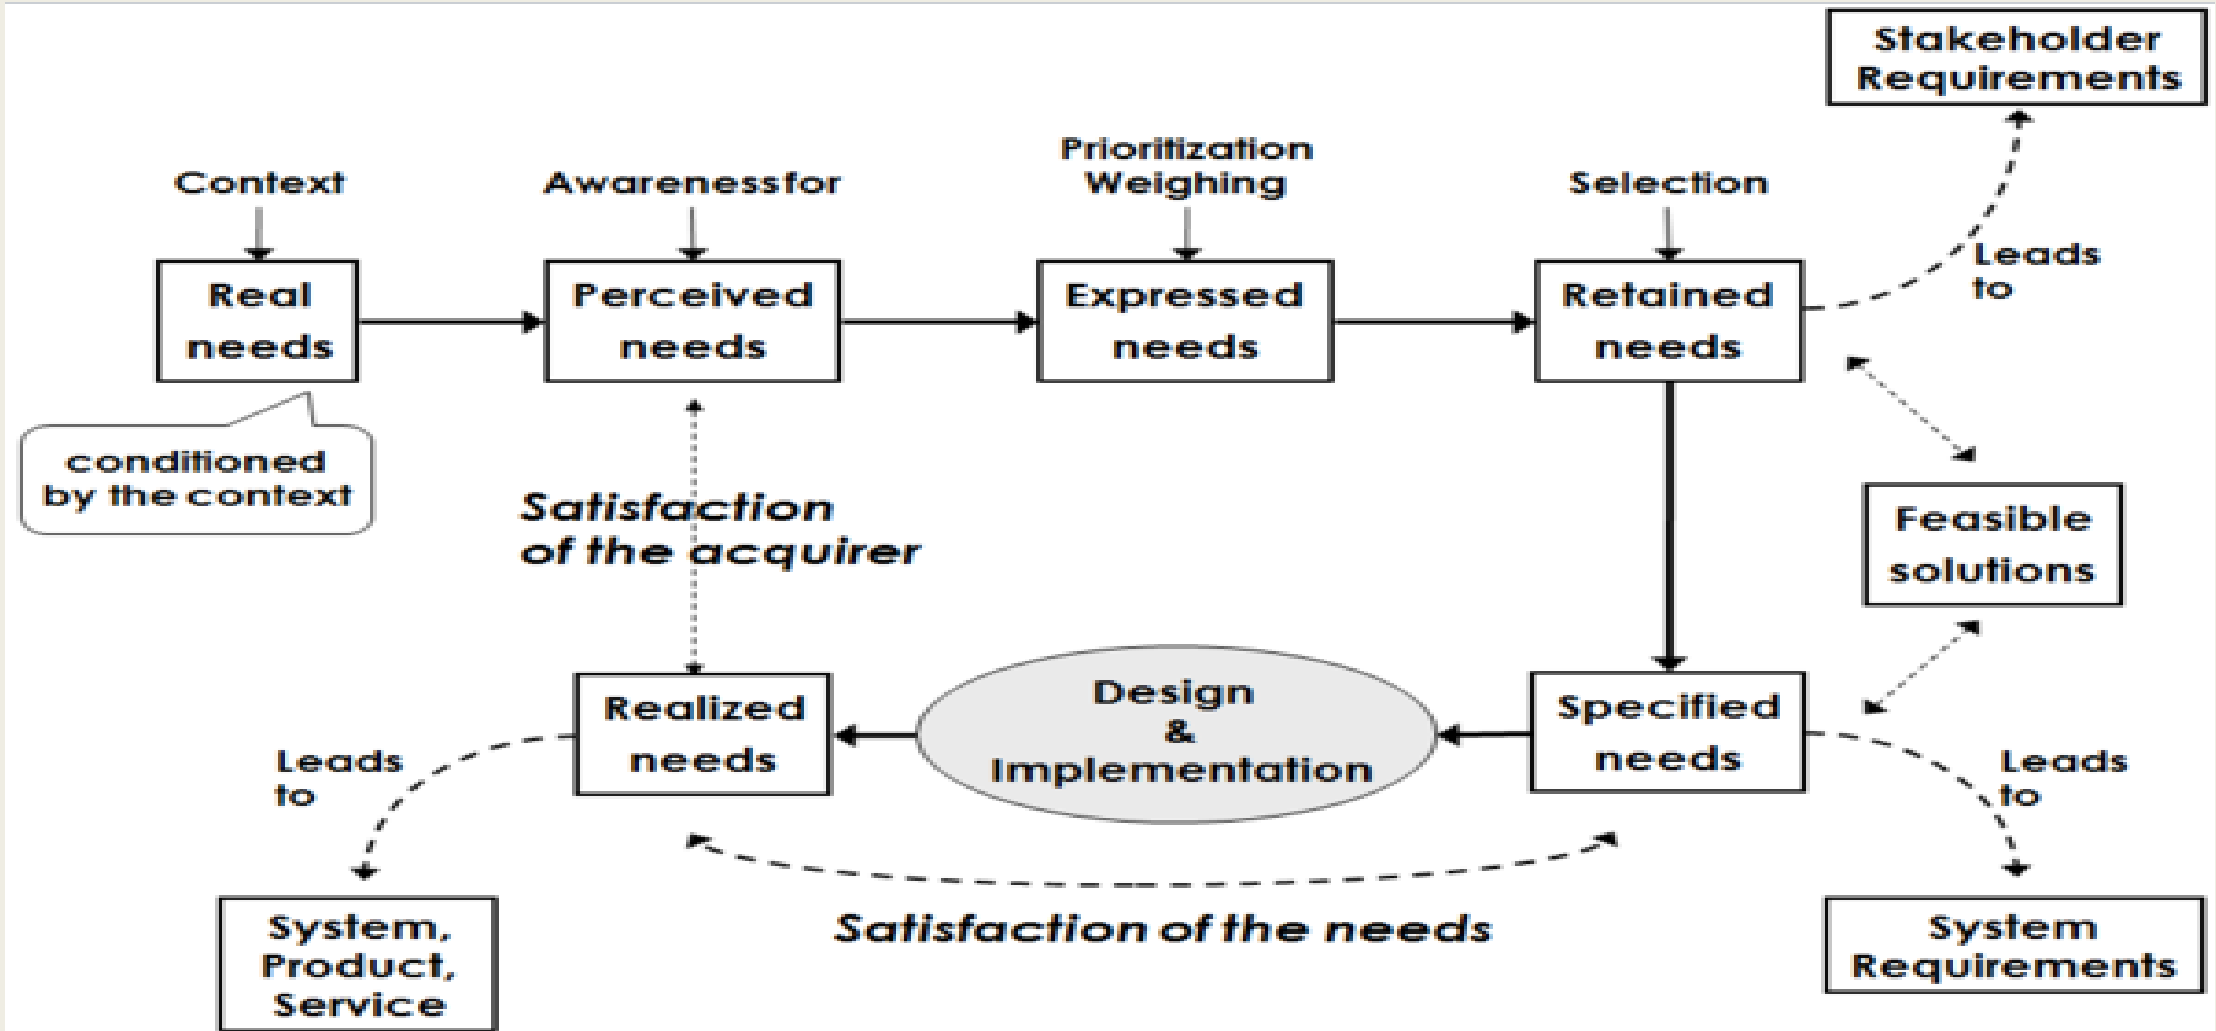 Stakeholder
Requirements
Context
Awarenessfor
Prioritization
Weighing
Selection
Leads
to
Real
needs
Perceived
needs
Expressed
needs
Retained
needs
conditioned
by the context
Satisfaction
of the acquirer
Feasible
solutions
Realized
needs
Design
&
Implementation
Specified
needs
Leads
to
Leads
to
System,
Product,
Service
Satisfaction of the needs
System
Requirements